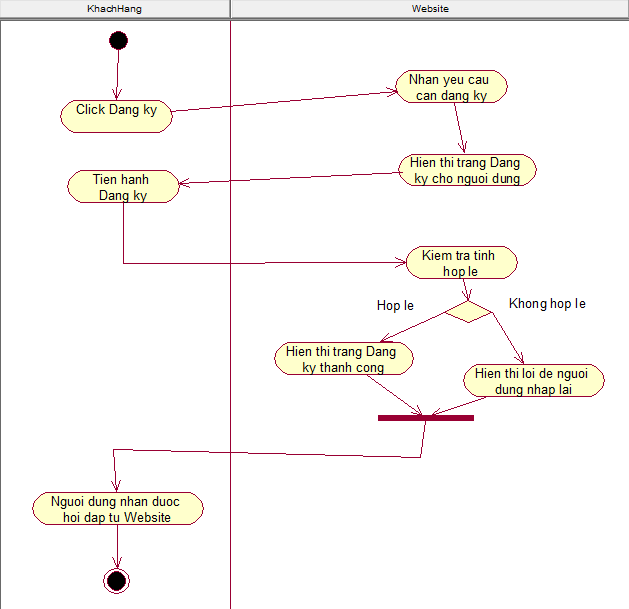 KhachHang
Website
Click Dang ky
Nhan yeu cau
can dang ky
Hien thi trang Dang
ky cho nguoi dung
Tien hanh
Dang ky
Kiem tra tinh
hop le
Hop le
Khong hop le
Hien thi trang Dang
ky thanh cong
Hien thi loi de nguoi
dung nhap lai
Nguoi dung nhan duoc
hoi dap tu Website